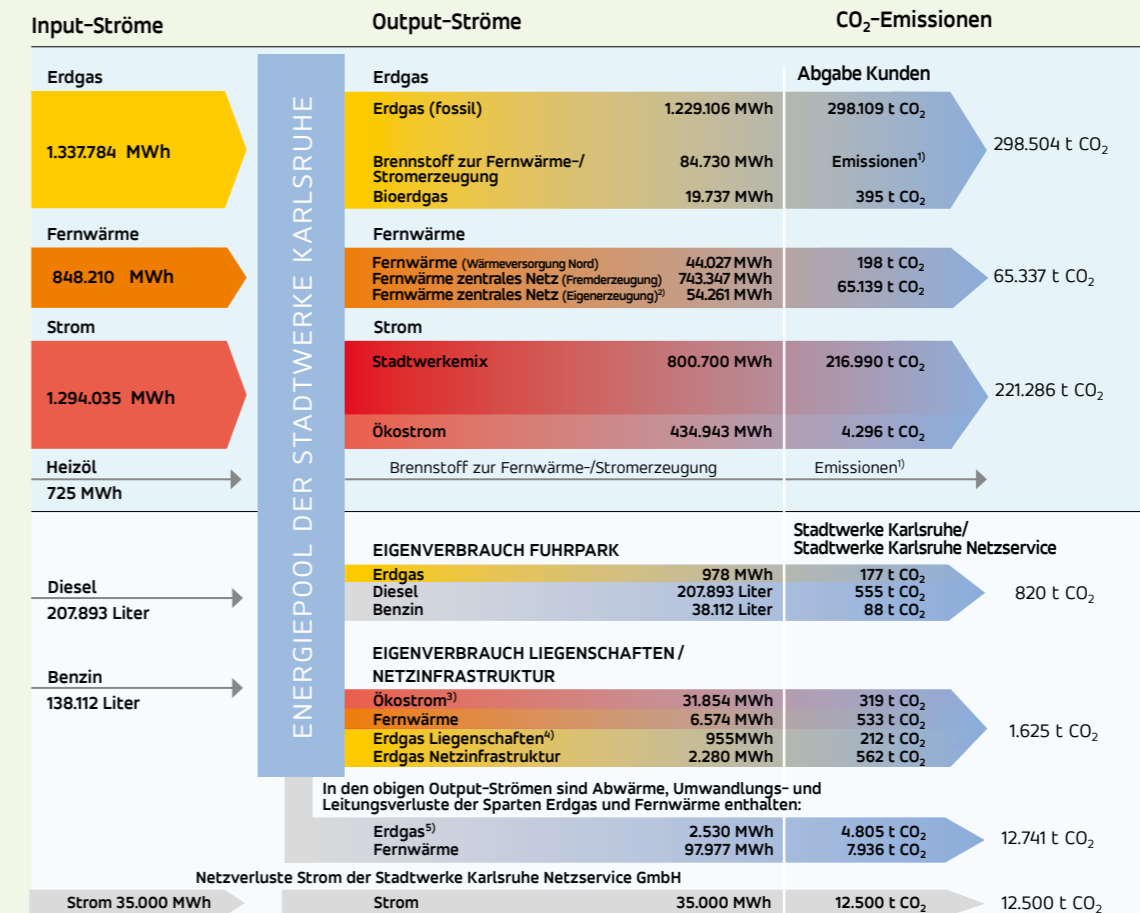 Input-Ströme
Output-Ströme
CO₂-Emissionen
Abgabe Kunden
ENERGIEPOOL DER STADTWERKE KARLSRUHE
Erdgas
1.337.784 MWh
Erdgas
Erdgas (fossil) 1.229.106 MWh 298.109 t CO₂
Brennstoff zur Fernwärme-/
Stromerzeugung 84.730 MWh Emissionen¹⁾
Bioerdgas 19.737 MWh 395 t CO₂
298.504 t CO₂
Fernwärme
848.210 MWh
Fernwärme
Fernwärme (Wärmeversorgung Nord) 44.027 MWh 198 t CO₂
Fernwärme zentrales Netz (Fremderzeugung) 743.347 MWh
65.139 t CO₂
Fernwärme zentrales Netz (Eigenerzeugung)²⁾ 54.261 MWh
65.337 t CO₂
Strom
1.294.035 MWh
Strom
Stadtwerkemix 800.700 MWh 216.990 t CO₂
Ökostrom 434.943 MWh 4.296 t CO₂
221.286 t CO₂
Heizöl
725 MWh
Brennstoff zur Fernwärme-/Stromerzeugung Emissionen¹⁾
Stadtwerke Karlsruhe/
Stadtwerke Karlsruhe Netzservice
Diesel
207.893 Liter
EIGENVERBRAUCH FUHRPARK
Erdgas 978 MWh 177 t CO₂
Diesel 207.893 Liter 555 t CO₂
Benzin 38.112 Liter 88 t CO₂
820 t CO₂
Benzin
138.112 Liter
EIGENVERBRAUCH LIEGENSCHAFTEN /
NETZINFRASTRUKTUR
Ökostrom³⁾ 31.854 MWh 319 t CO₂
Fernwärme 6.574 MWh 533 t CO₂
Erdgas Liegenschaften⁴⁾ 955MWh 212 t CO₂
Erdgas Netzinfrastruktur 2.280 MWh 562 t CO₂
1.625 t CO₂
In den obigen Output-Strömen sind Abwärme, Umwandlungs- und
Leitungsverluste der Sparten Erdgas und Fernwärme enthalten:
Erdgas⁵⁾ 2.530 MWh 4.805 t CO₂
Fernwärme 97.977 MWh 7.936 t CO₂
12.741 t CO₂
Netzverluste Strom der Stadtwerke Karlsruhe Netzservice GmbH
Strom 35.000 MWh
Strom 35.000 MWh 12.500 t CO₂
12.500 t CO₂